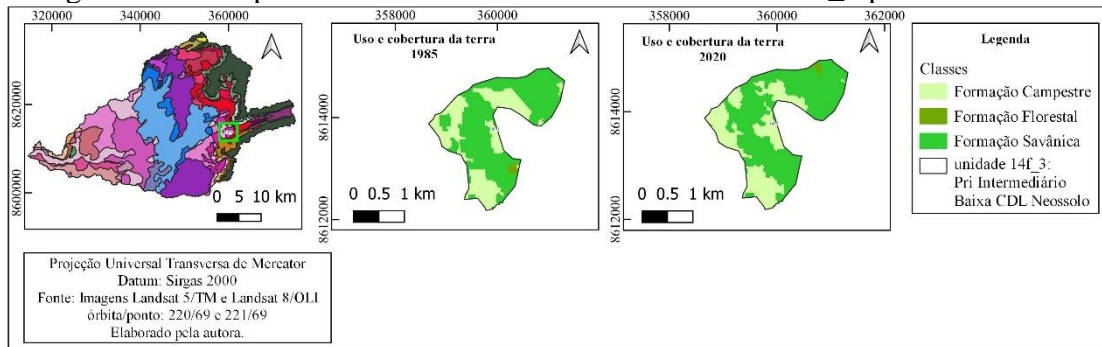 320000 340000 360000
8620000
8600000
0 5 10 km
358000 360000
Uso e cobertura da terra
1985
8614000
8612000
0 0.5 1 km
358000 360000 362000
Uso e cobertura da terra
2020
8614000
8612000
0 0.5 1 km
Legenda
Classes
Formação Campestre
Formação Florestal
Formação Savânica
unidade 14f_3:
Pri Intermediário
Baixa CDL Neossolo
Projeção Universal Transversa de Mercator
Datum: Sirgas 2000
Fonte: Imagens Landsat 5/TM e Landsat 8/OLI
órbita/ponto: 220/69 e 221/69
Elaborado pela autora.